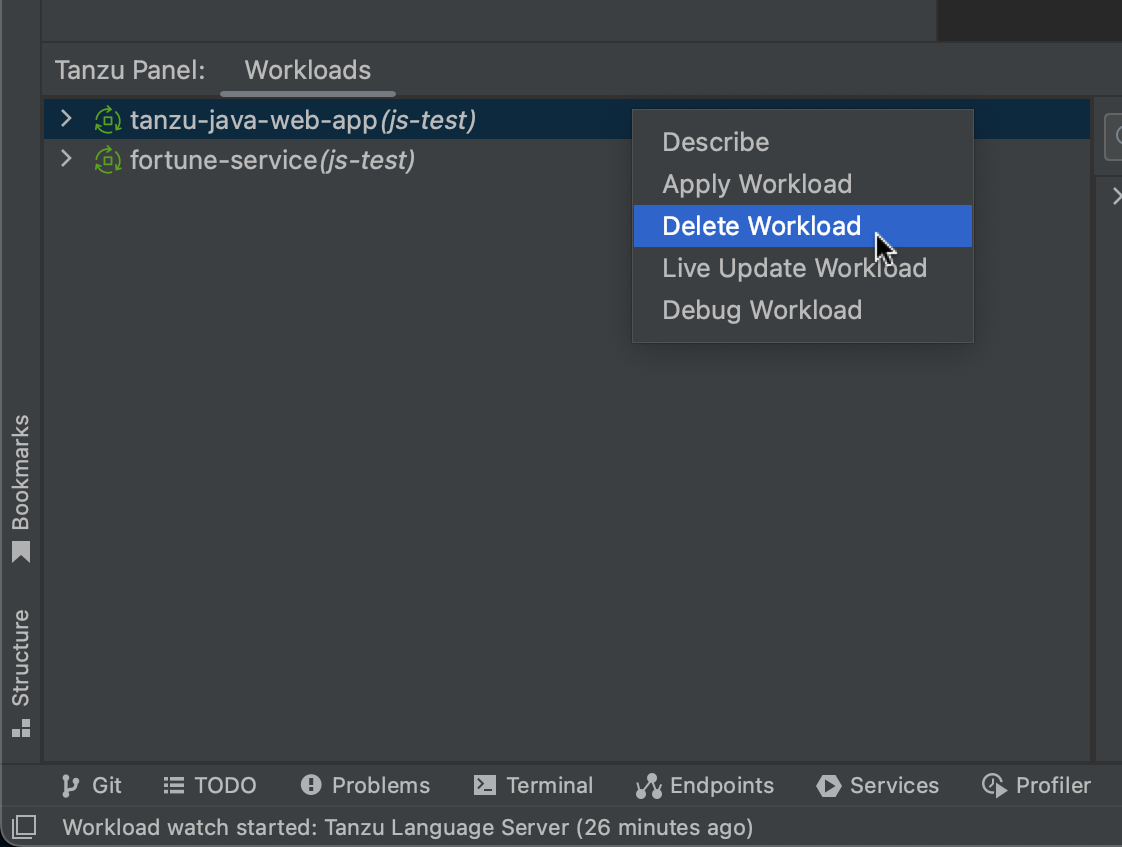 Tanzu Panel: Workloads
tanzu-java-web-app(js-test)
fortune-service(js-test)
Describe
Apply Workload
Delete Workload
Live Update Workload
Debug Workload
Bookmarks
Structure
Git TODO Problems Terminal Endpoints Services Profiler
Workload watch started: Tanzu Language Server (26 minutes ago)